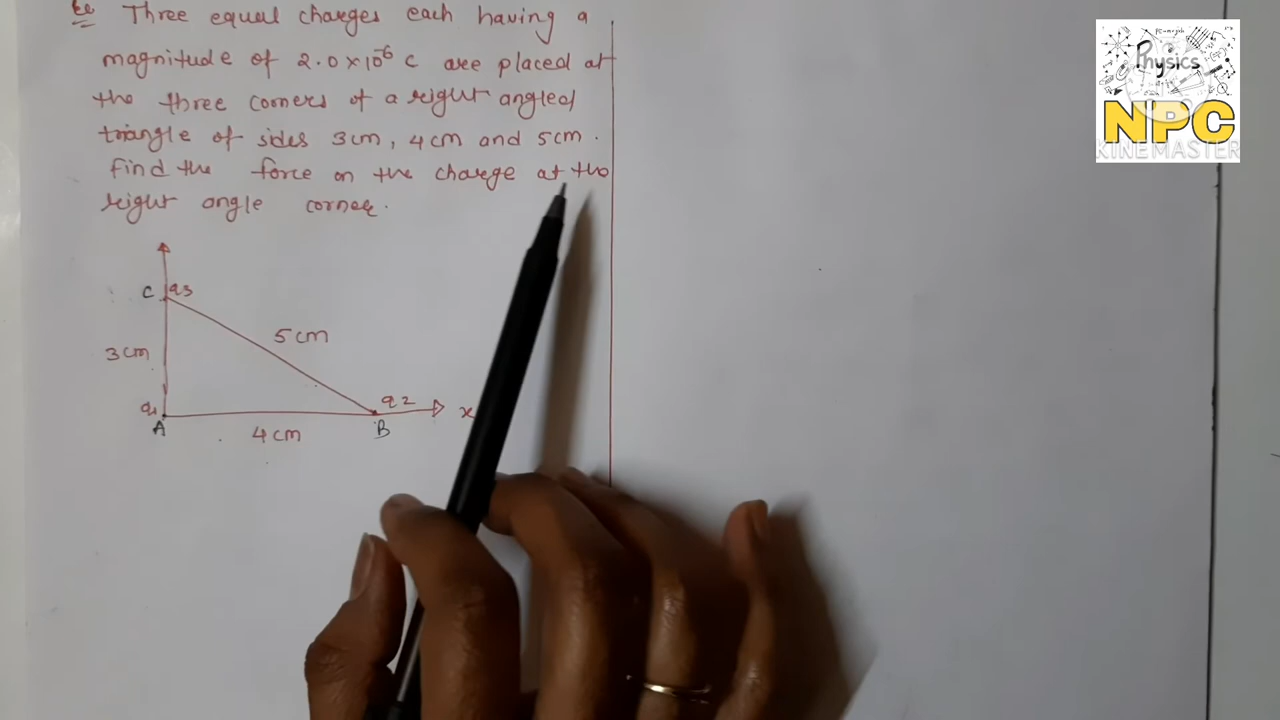 Ex Three equal charges each having a
magnitude of 2.0×10⁻⁶ c are placed at
the three corners of a right angled
triangle of sides 3cm, 4cm and 5cm.
Find the force on the charge at the
right angle corner.
C q3
5cm
3cm
q1 q2 x
A 4cm B
Physics
NPC
KINEMASTER